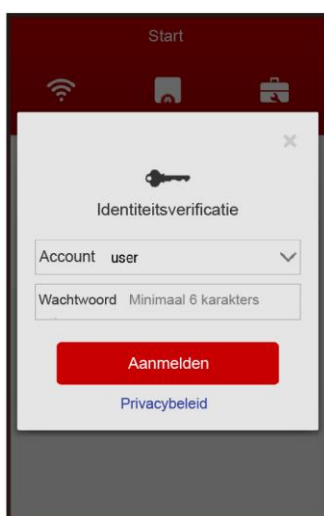 Start
Identiteitsverificatie
Account user
Wachtwoord Minimaal 6 karakters
Aanmelden
Privacybeleid